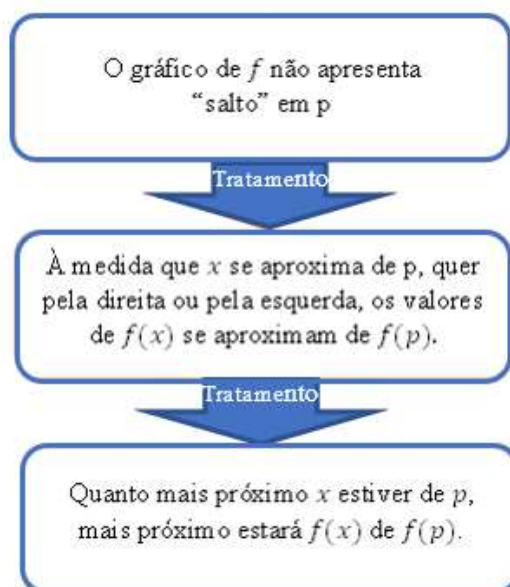 O gráfico de f não apresenta
“salto” em p
Tratamento
À medida que x se aproxima de p, quer
pela direita ou pela esquerda, os valores
de f(x) se aproximam de f(p).
Tratamento
Quanto mais próximo x estiver de p,
mais próximo estará f(x) de f(p).